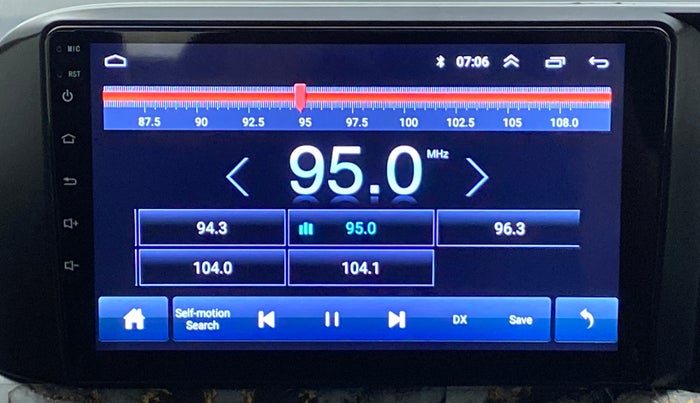 MIC
07:06
RST
87.5 90 92.5 95 97.5 100 102.5 105 108.0
95.0 MHz
94.3 95.0 96.3
104.0 104.1
Self-motion
Search
DX Save